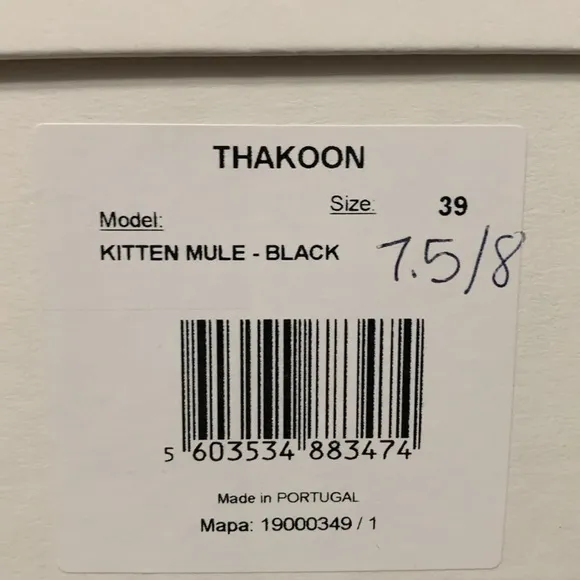 THAKOON
Size: 39
Model:
KITTEN MULE - BLACK 7.5/8
5 603534 883474
Made in PORTUGAL
Mapa: 19000349 / 1